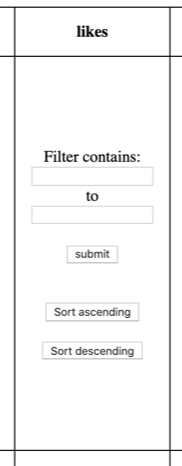 likes
Filter contains:
to
submit
Sort ascending
Sort descending